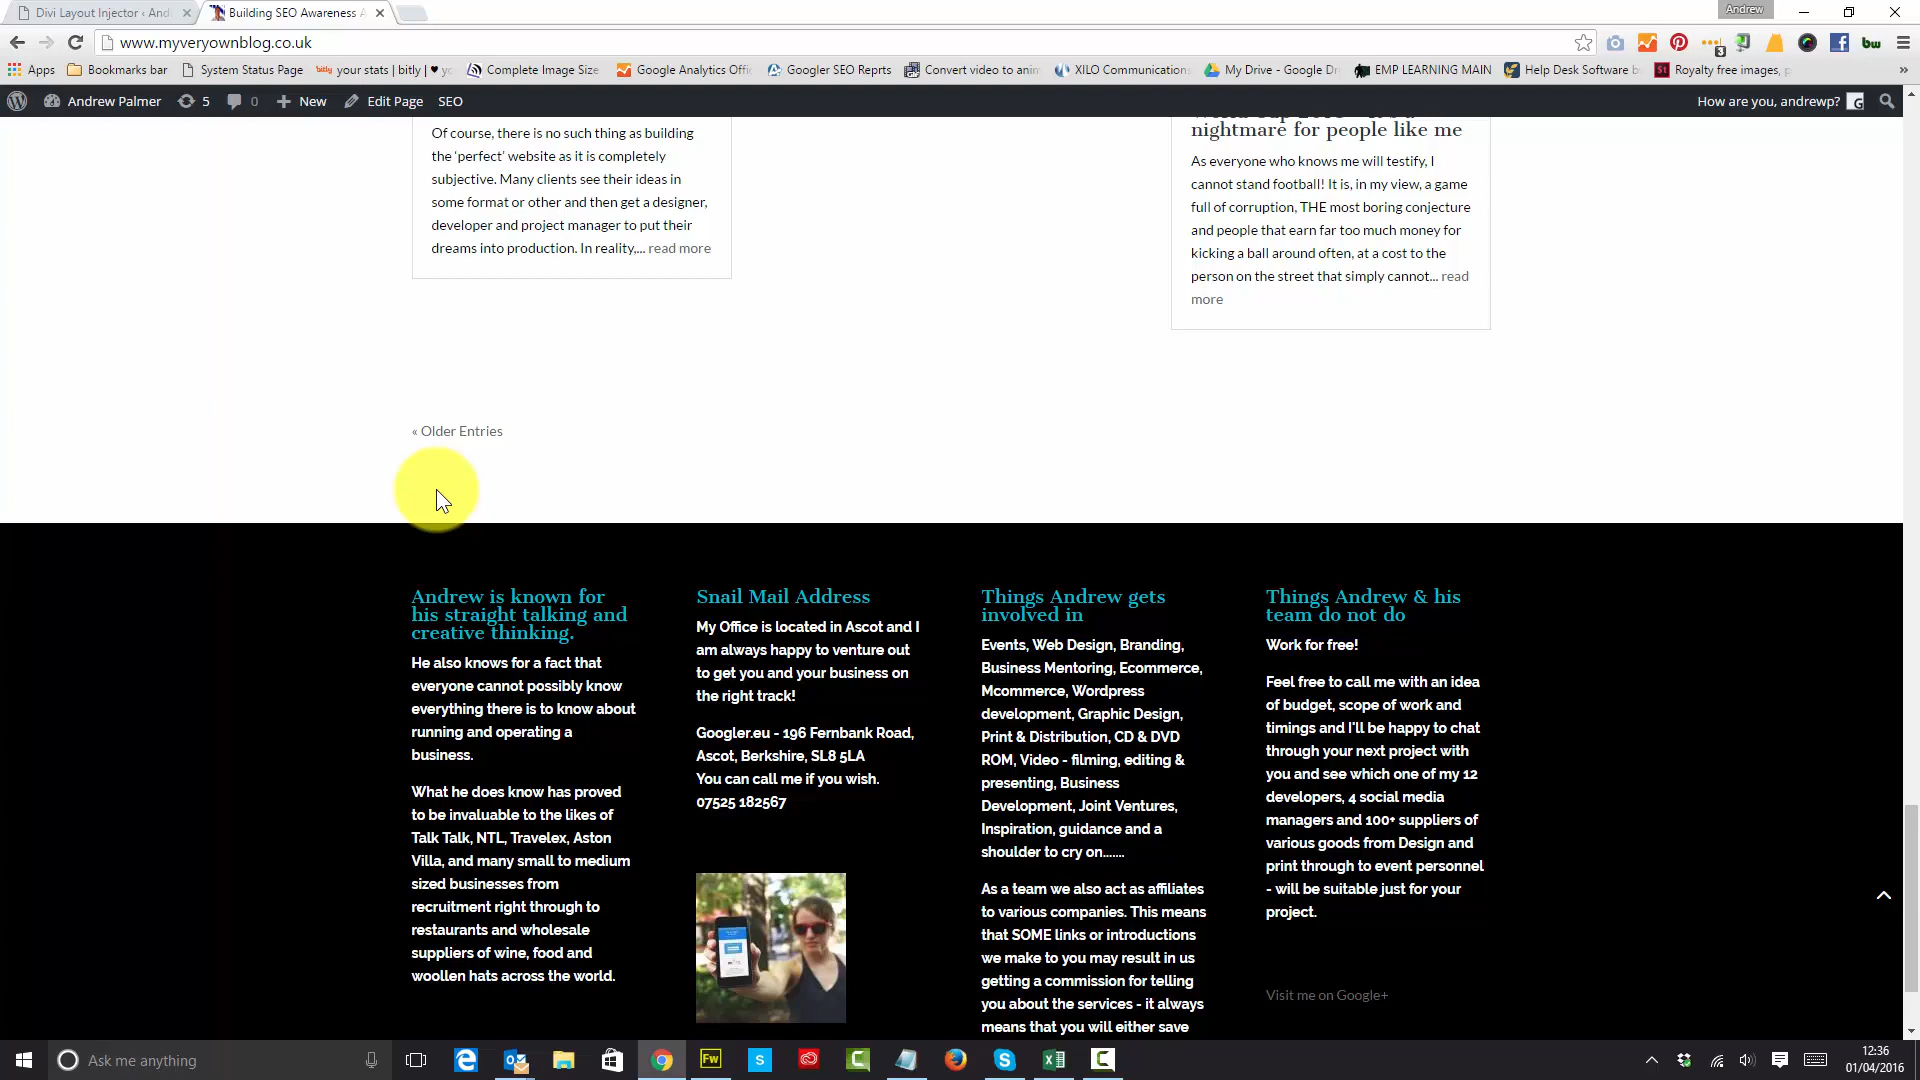 Divi Layout Injector ‹ And
Building SEO Awareness A
Andrew
www.myveryownblog.co.uk
Apps
Bookmarks bar
System Status Page
bitly your stats | bitly | ♥ yo
Complete Image Size
Google Analytics Offi
Googler SEO Reprts
Convert video to anim
XILO Communications
My Drive - Google Dr
EMP LEARNING MAIN
Help Desk Software b
Royalty free images, p
»
Andrew Palmer
5
0
New
Edit Page
SEO
How are you, andrewp?
Of course, there is no such thing as building
the ‘perfect’ website as it is completely
subjective. Many clients see their ideas in
some format or other and then get a designer,
developer and project manager to put their
dreams into production. In reality,... read more
nightmare for people like me
As everyone who knows me will testify, I
cannot stand football! It is, in my view, a game
full of corruption, THE most boring conjecture
and people that earn far too much money for
kicking a ball around often, at a cost to the
person on the street that simply cannot... read
more
« Older Entries
Andrew is known for
his straight talking and
creative thinking.
He also knows for a fact that
everyone cannot possibly know
everything there is to know about
running and operating a
business.
What he does know has proved
to be invaluable to the likes of
Talk Talk, NTL, Travelex, Aston
Villa, and many small to medium
sized businesses from
recruitment right through to
restaurants and wholesale
suppliers of wine, food and
woollen hats across the world.
Snail Mail Address
My Office is located in Ascot and I
am always happy to venture out
to get you and your business on
the right track!
Googler.eu - 196 Fernbank Road,
Ascot, Berkshire, SL8 5LA
You can call me if you wish.
07525 182567
Things Andrew gets
involved in
Events, Web Design, Branding,
Business Mentoring, Ecommerce,
Mcommerce, Wordpress
development, Graphic Design,
Print & Distribution, CD & DVD
ROM, Video - filming, editing &
presenting, Business
Development, Joint Ventures,
Inspiration, guidance and a
shoulder to cry on.......
As a team we also act as affiliates
to various companies. This means
that SOME links or introductions
we make to you may result in us
getting a commission for telling
you about the services - it always
means that you will either save
Things Andrew & his
team do not do
Work for free!
Feel free to call me with an idea
of budget, scope of work and
timings and I'll be happy to chat
through your next project with
you and see which one of my 12
developers, 4 social media
managers and 100+ suppliers of
various goods from Design and
print through to event personnel
- will be suitable just for your
project.
Visit me on Google+
Ask me anything
12:36
01/04/2016